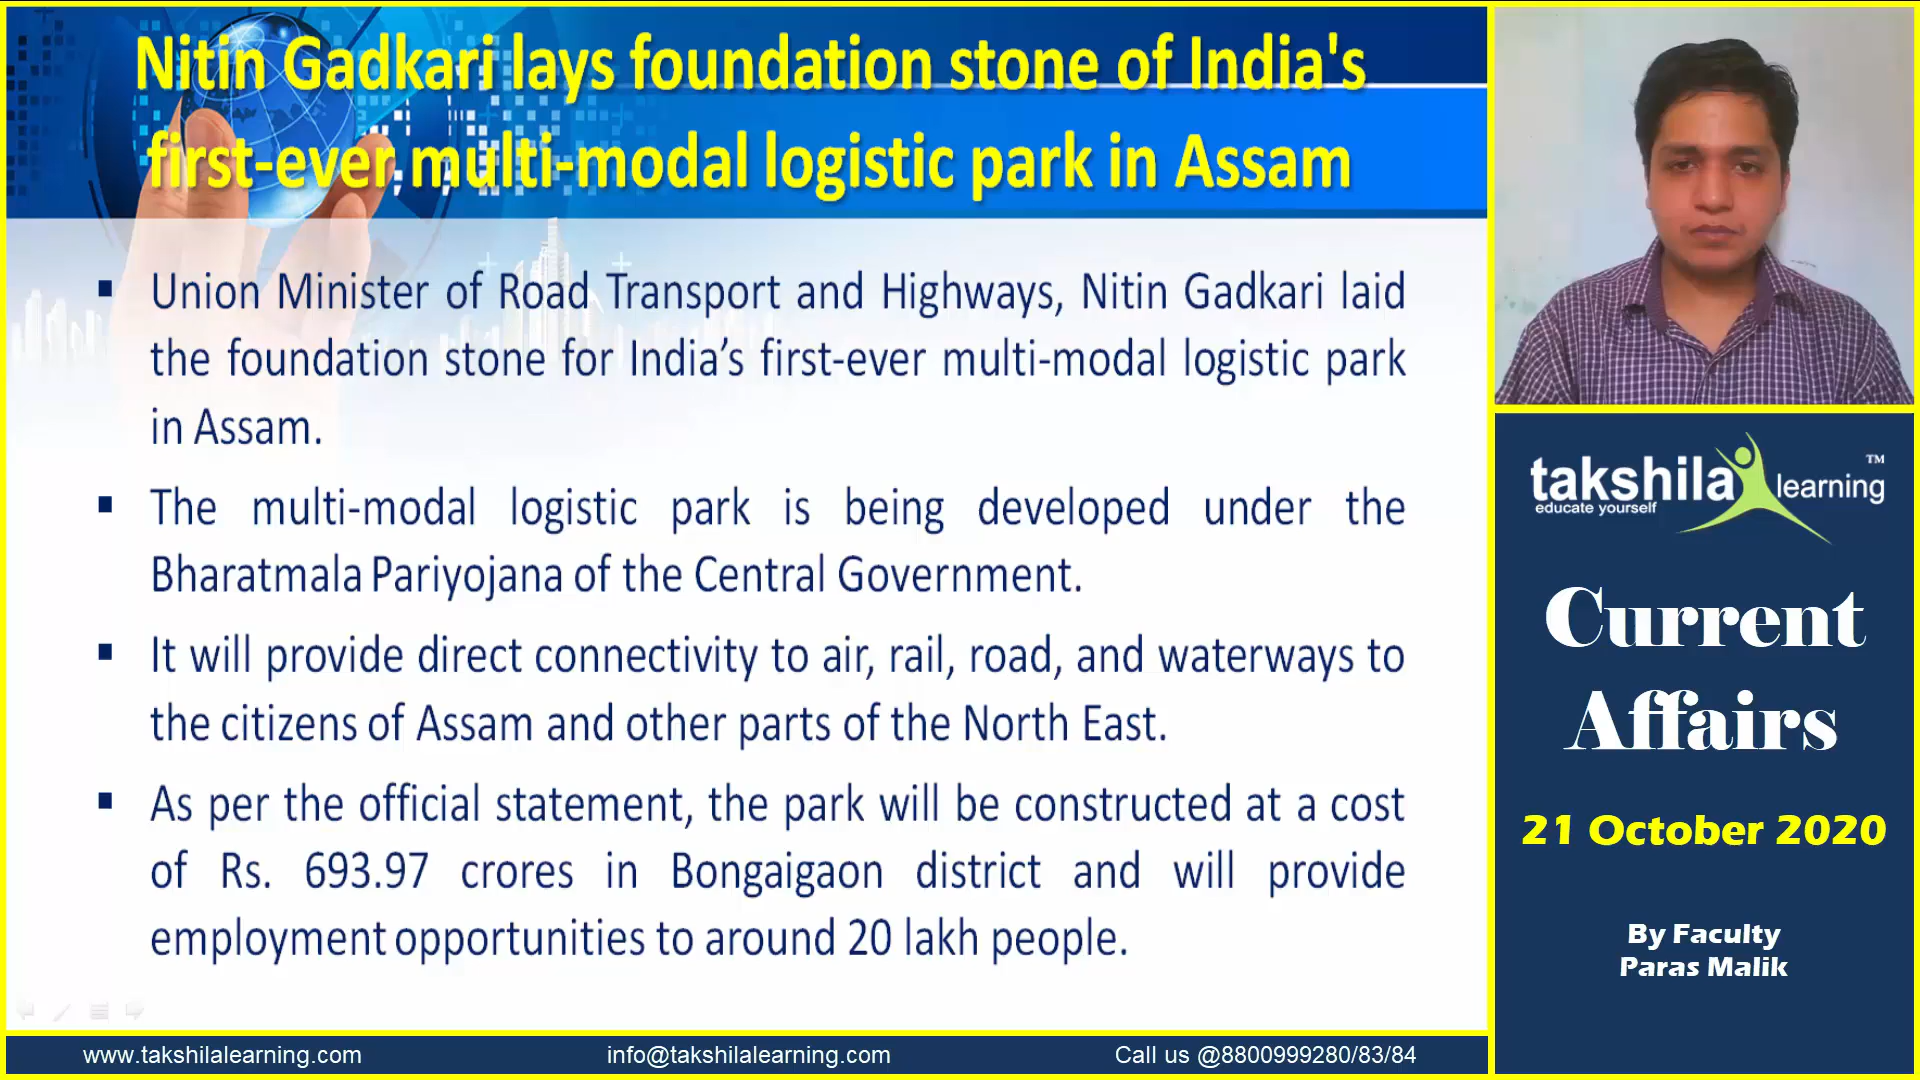 Nitin Gadkari lays foundation stone of India's
first-ever multi-modal logistic park in Assam
▪ Union Minister of Road Transport and Highways, Nitin Gadkari laid
the foundation stone for India’s first-ever multi-modal logistic park
in Assam.
▪ The multi-modal logistic park is being developed under the
Bharatmala Pariyojana of the Central Government.
▪ It will provide direct connectivity to air, rail, road, and waterways to
the citizens of Assam and other parts of the North East.
▪ As per the official statement, the park will be constructed at a cost
of Rs. 693.97 crores in Bongaigaon district and will provide
employment opportunities to around 20 lakh people.
takshila learning ™
educate yourself
Current
Affairs
21 October 2020
By Faculty
Paras Malik
www.takshilalearning.com
info@takshilalearning.com
Call us @8800999280/83/84